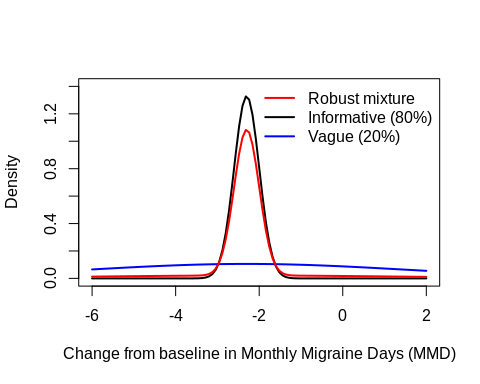 Robust mixture
Informative (80%)
Vague (20%)
Density
1.2
0.8
0.4
0.0
-6 -4 -2 0 2
Change from baseline in Monthly Migraine Days (MMD)